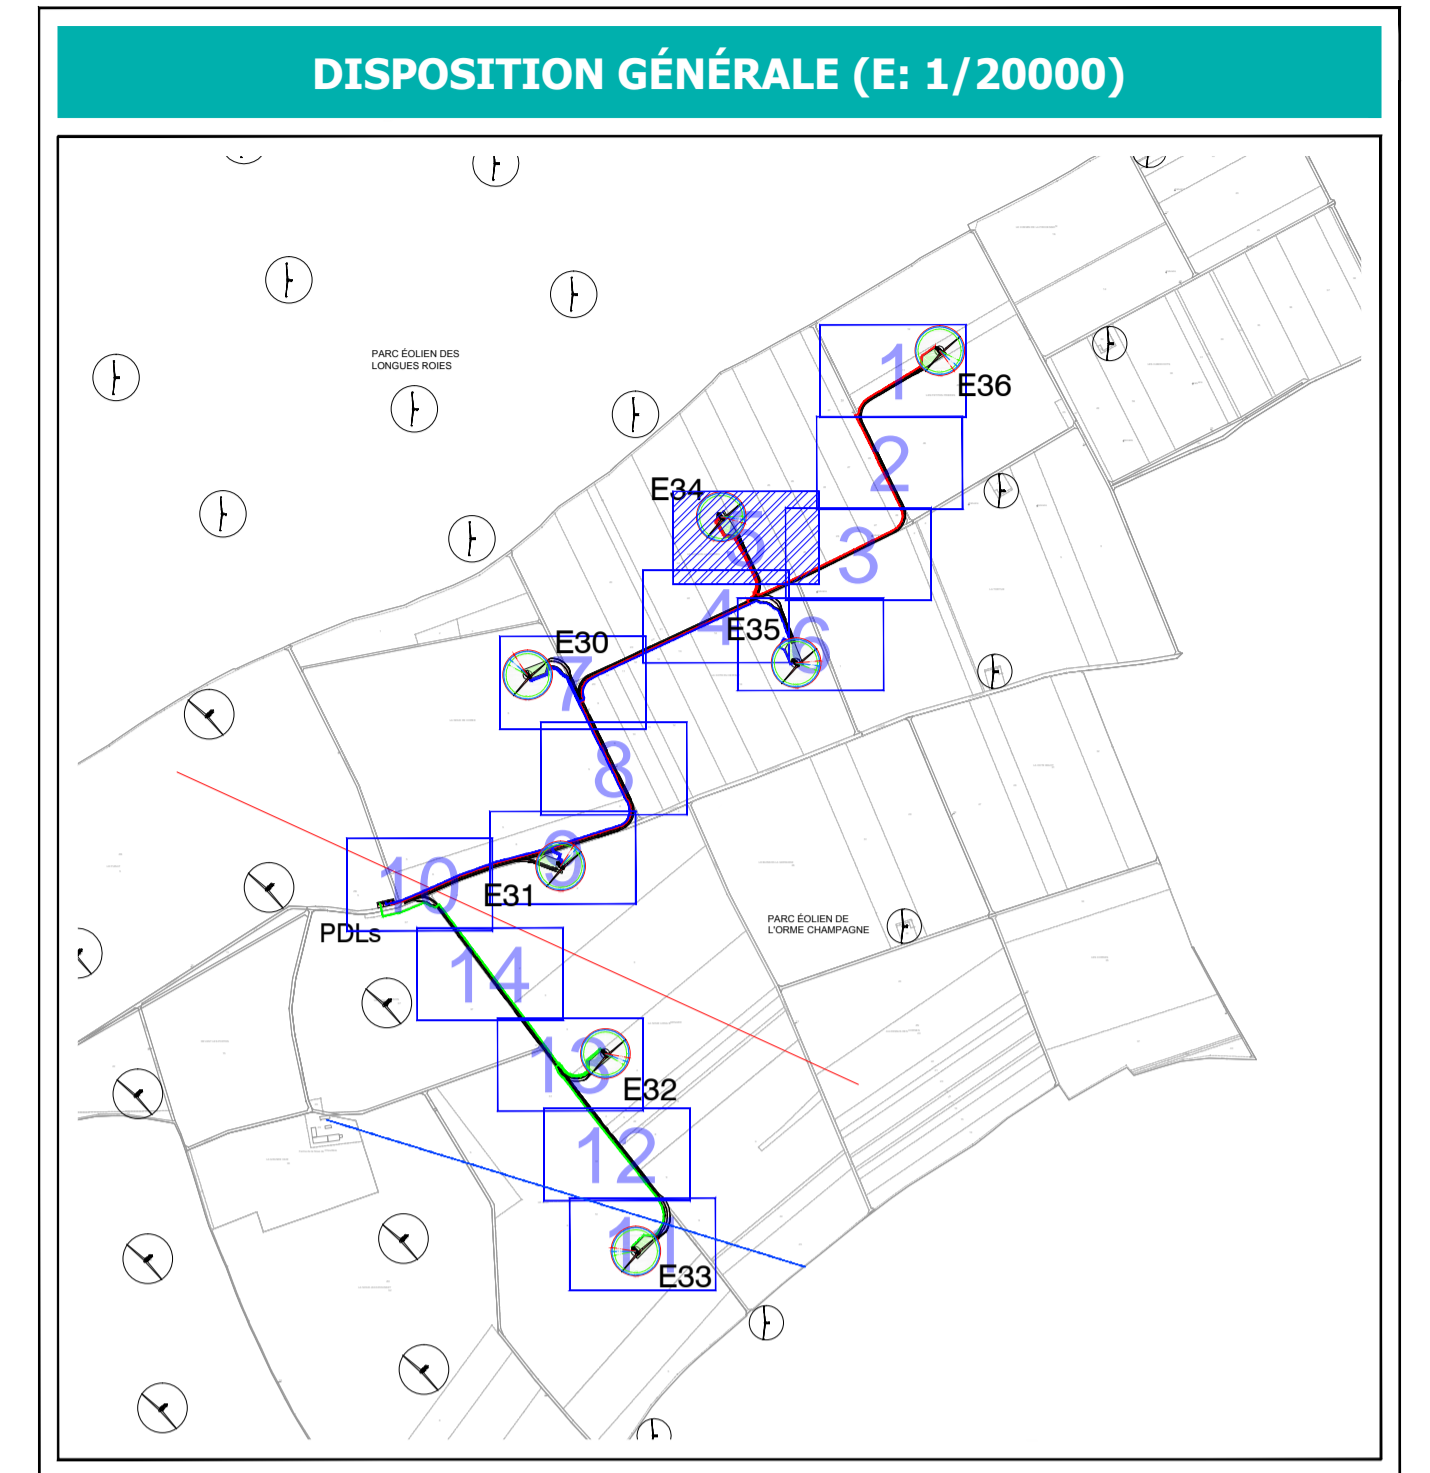 DISPOSITION GÉNÉRALE (E: 1/20000)
PARC ÉOLIEN DES
LONGUES ROIES
1
E36
2
E34
5
3
4
E35
6
E30
7
8
9
10
E31
PDLs
PARC ÉOLIEN DE
L'ORME CHAMPAGNE
14
13
E32
12
11
E33